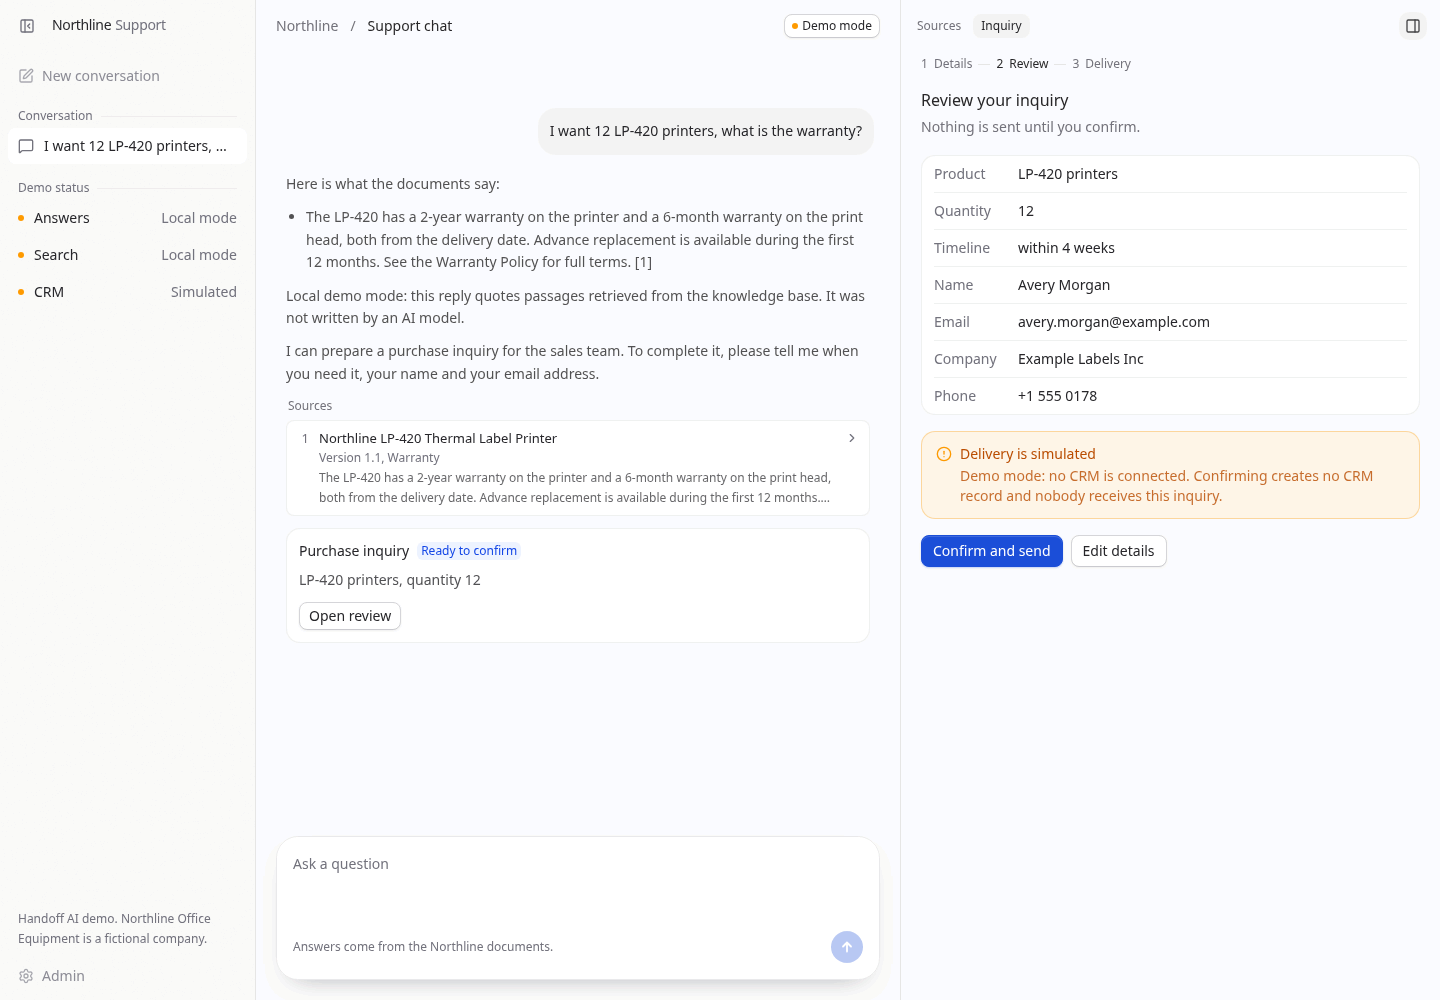 Northline Support
New conversation
Conversation
I want 12 LP-420 printers, ...
Demo status
Answers Local mode
Search Local mode
CRM Simulated
Handoff AI demo. Northline Office
Equipment is a fictional company.
Admin
Northline / Support chat
Demo mode
I want 12 LP-420 printers, what is the warranty?
Here is what the documents say:
• The LP-420 has a 2-year warranty on the printer and a 6-month warranty on the print
head, both from the delivery date. Advance replacement is available during the first
12 months. See the Warranty Policy for full terms. [1]
Local demo mode: this reply quotes passages retrieved from the knowledge base. It was
not written by an AI model.
I can prepare a purchase inquiry for the sales team. To complete it, please tell me when
you need it, your name and your email address.
Sources
1 Northline LP-420 Thermal Label Printer
Version 1.1, Warranty
The LP-420 has a 2-year warranty on the printer and a 6-month warranty on the print head,
both from the delivery date. Advance replacement is available during the first 12 months....
Purchase inquiry Ready to confirm
LP-420 printers, quantity 12
Open review
Ask a question
Answers come from the Northline documents.
Sources Inquiry
1 Details 2 Review 3 Delivery
Review your inquiry
Nothing is sent until you confirm.
Product LP-420 printers
Quantity 12
Timeline within 4 weeks
Name Avery Morgan
Email avery.morgan@example.com
Company Example Labels Inc
Phone +1 555 0178
Delivery is simulated
Demo mode: no CRM is connected. Confirming creates no CRM
record and nobody receives this inquiry.
Confirm and send Edit details